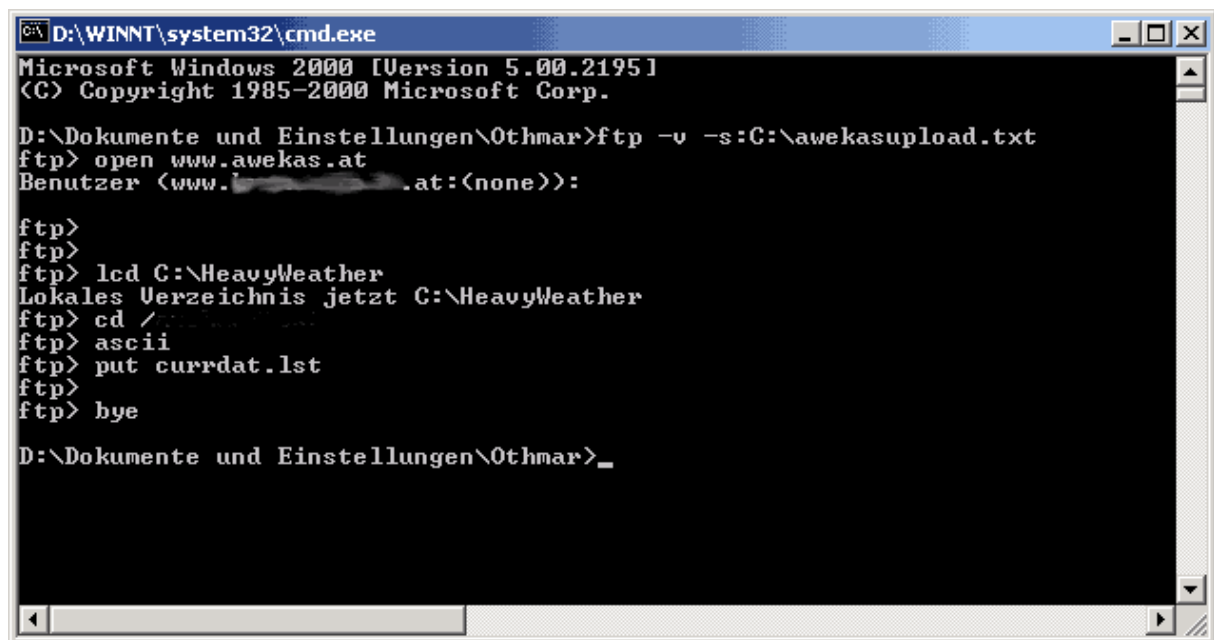 D:\WINNT\system32\cmd.exe
Microsoft Windows 2000 [Version 5.00.2195]
(C) Copyright 1985-2000 Microsoft Corp.
D:\Dokumente und Einstellungen\Othmar>ftp -v -s:C:\awekasupload.txt
ftp> open www.awekas.at
Benutzer (www. .at:(none)):
ftp>
ftp>
ftp> lcd C:\HeavyWeather
Lokales Verzeichnis jetzt C:\HeavyWeather
ftp> cd /
ftp> ascii
ftp> put currdat.lst
ftp>
ftp> bye
D:\Dokumente und Einstellungen\Othmar>_